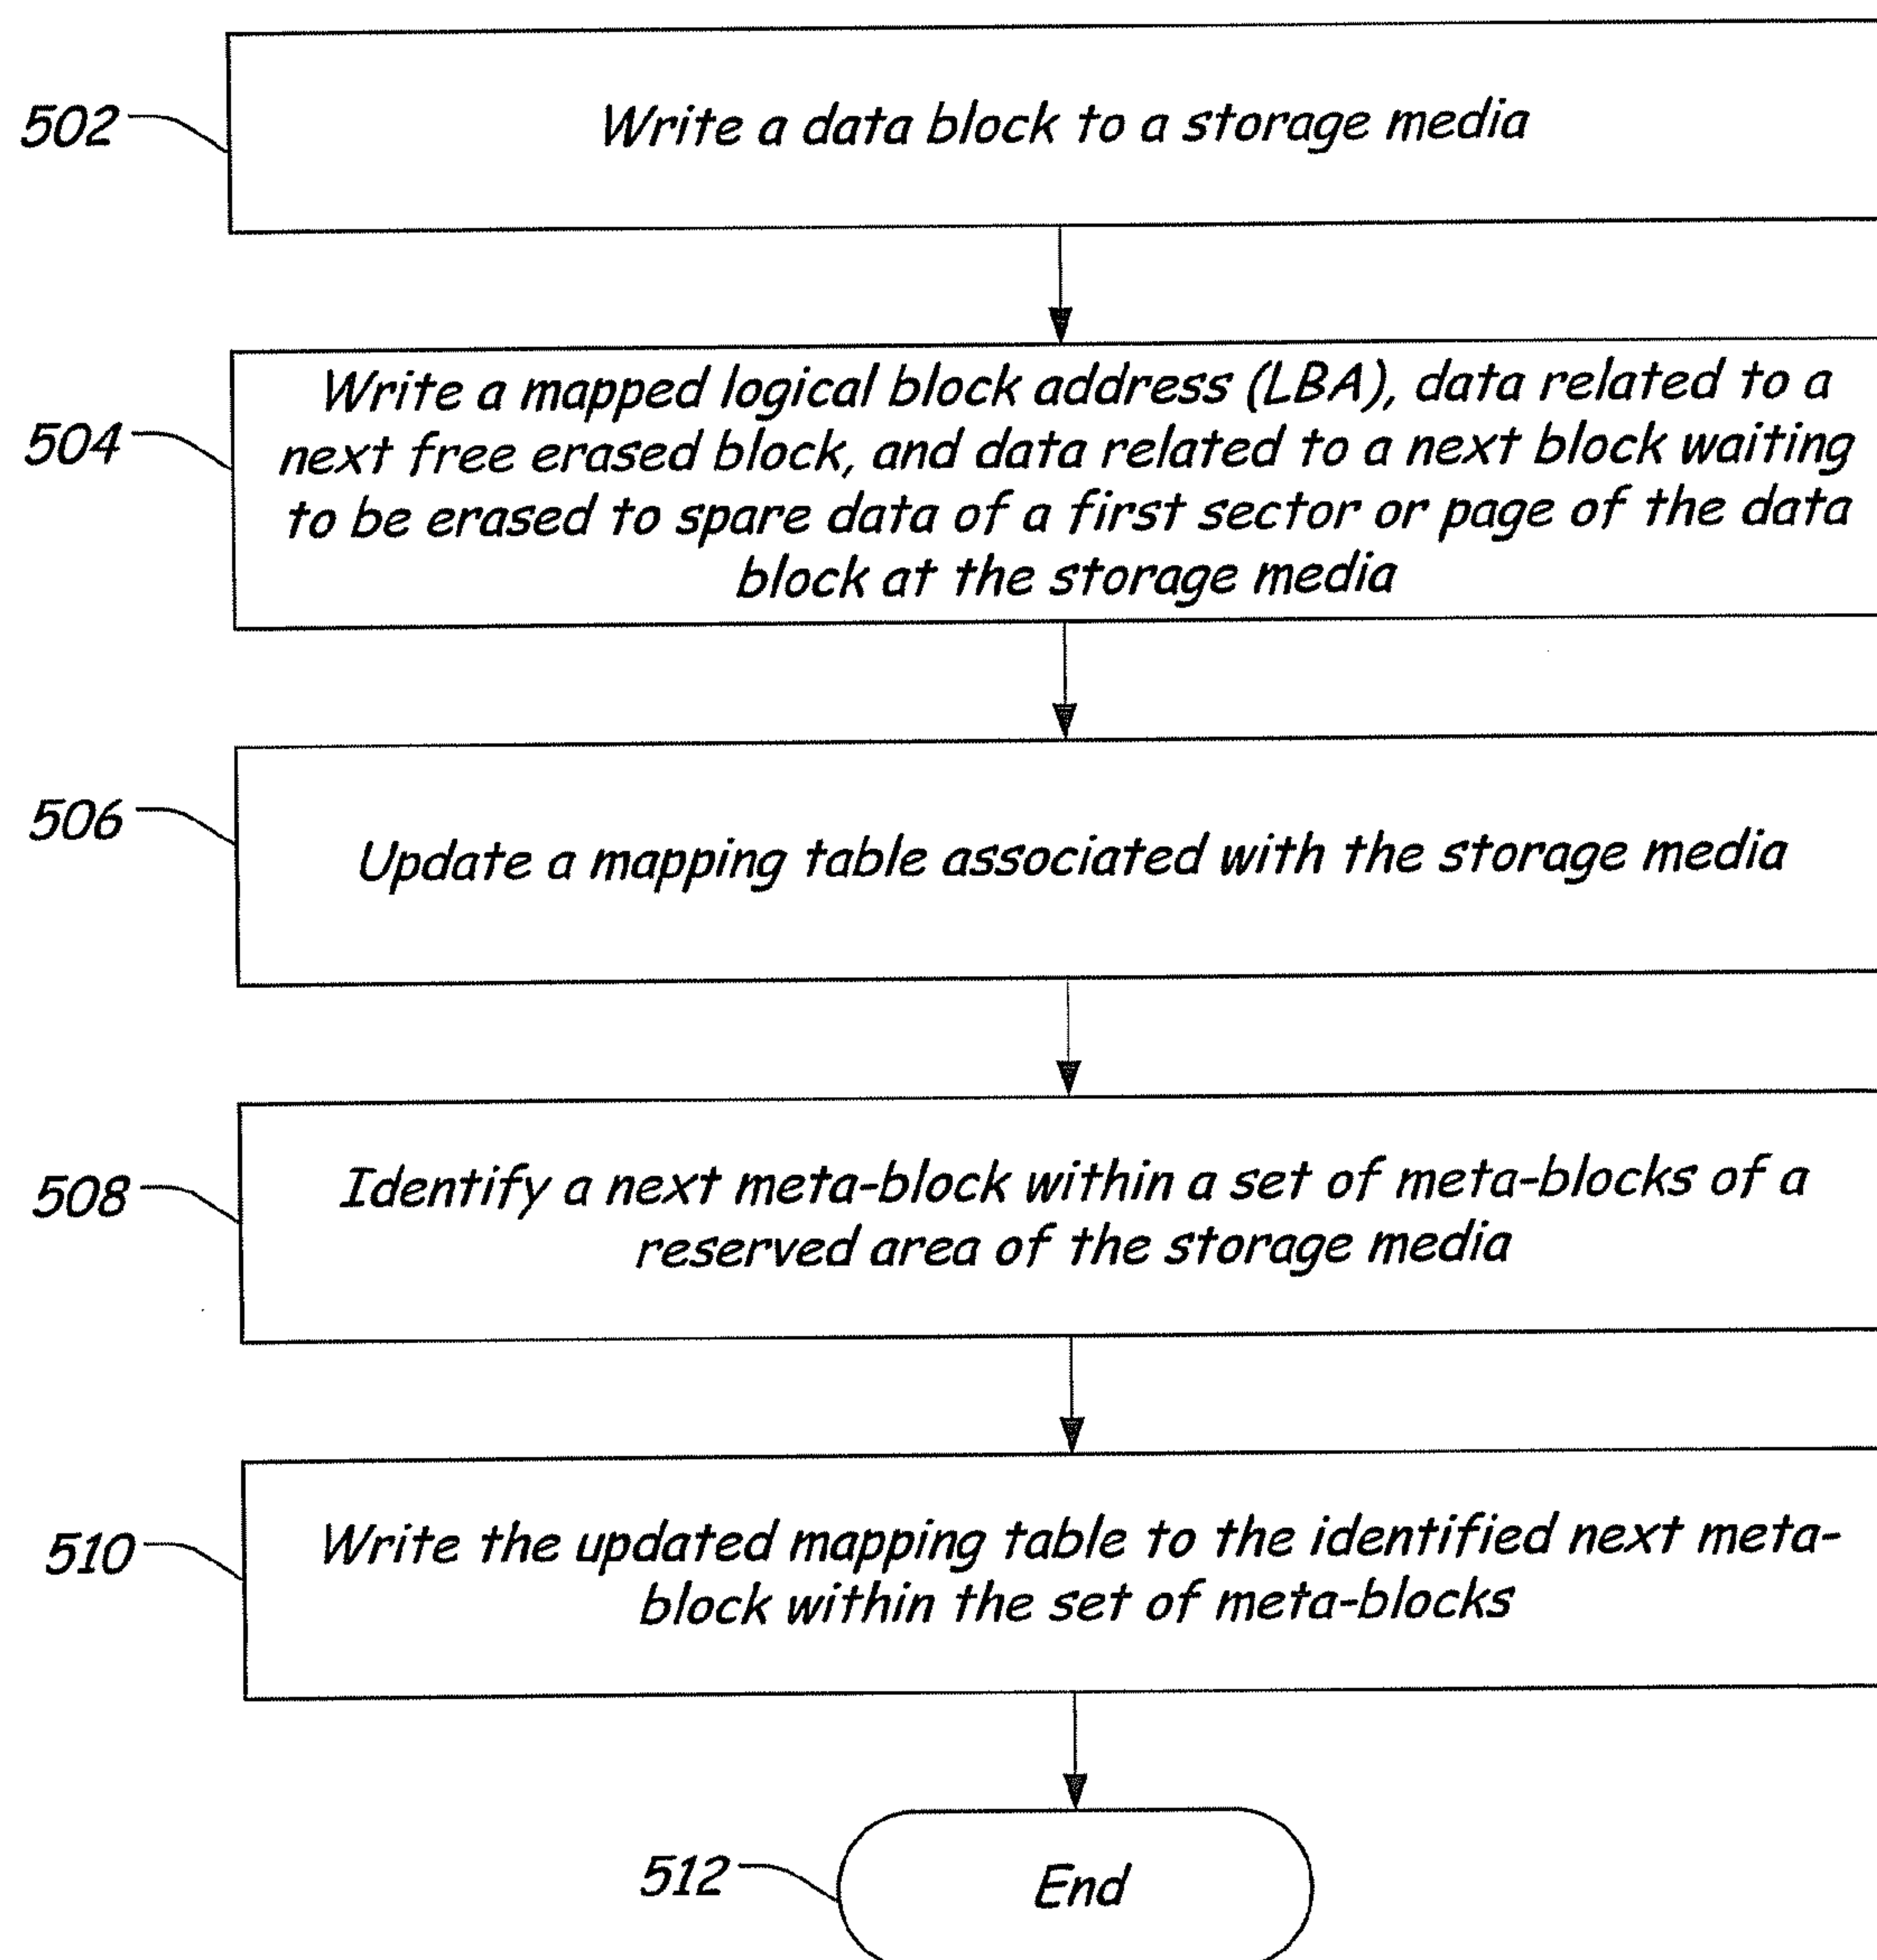 502
Write a data block to a storage media
504
Write a mapped logical block address (LBA), data related to a
next free erased block, and data related to a next block waiting
to be erased to spare data of a first sector or page of the data
block at the storage media
506
Update a mapping table associated with the storage media
508
Identify a next meta-block within a set of meta-blocks of a
reserved area of the storage media
510
Write the updated mapping table to the identified next meta-
block within the set of meta-blocks
512
End